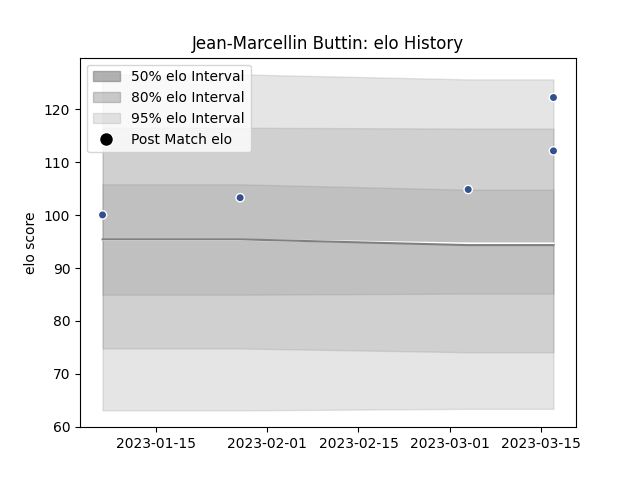 Jean-Marcellin Buttin: elo History
50% elo Interval
80% elo Interval
95% elo Interval
Post Match elo
elo score
120
110
100
90
80
70
60
2023-01-15
2023-02-01
2023-02-15
2023-03-01
2023-03-15